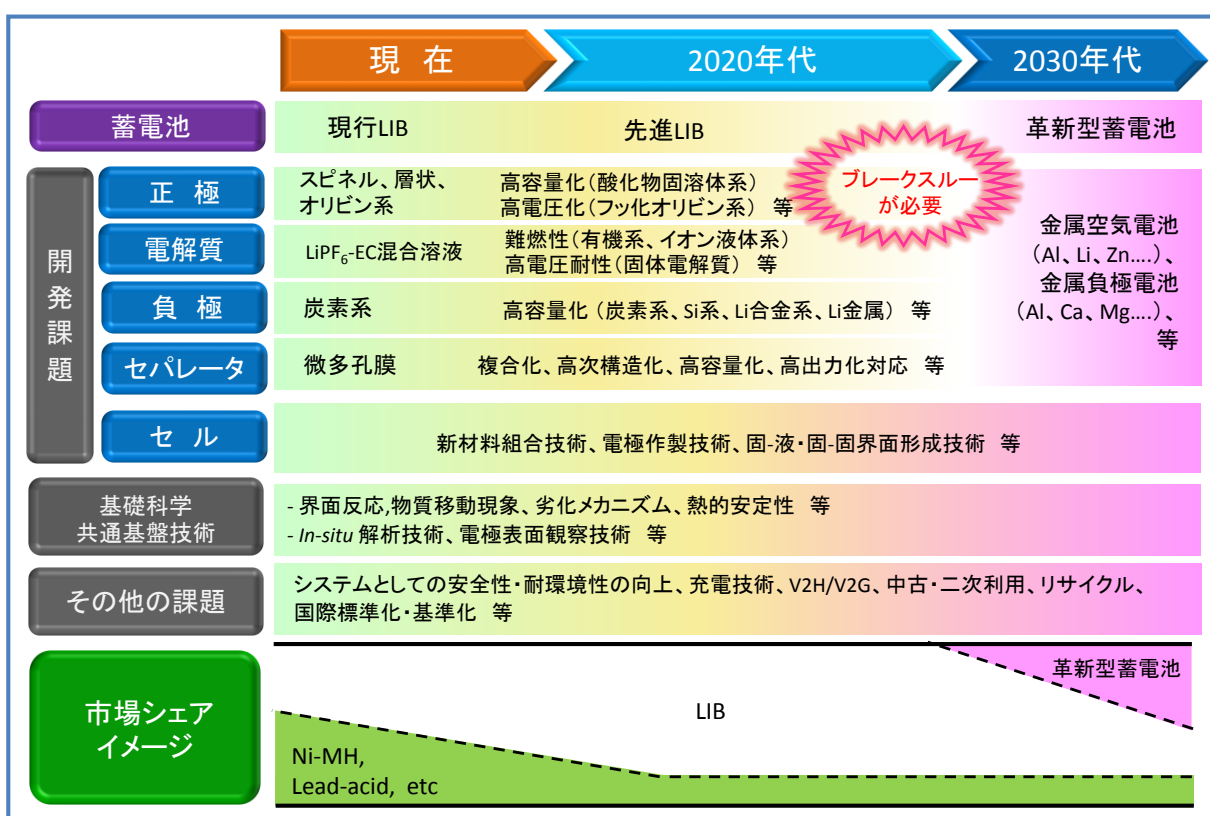 現 在
2020年代
2030年代
蓄電池
現行LIB
先進LIB
革新型蓄電池
ブレークスルー
が必要
開発課題
正 極
スピネル、層状、
オリビン系
高容量化(酸化物固溶体系)
高電圧化(フッ化オリビン系) 等
電解質
LiPF6-EC混合溶液
難燃性(有機系、イオン液体系)
高電圧耐性(固体電解質) 等
負 極
炭素系
高容量化 (炭素系、Si系、Li合金系、Li金属) 等
セパレータ
微多孔膜
複合化、高次構造化、高容量化、高出力化対応 等
金属空気電池
(Al、Li、Zn....)、
金属負極電池
(Al、Ca、Mg....)、
等
セ ル
新材料組合技術、電極作製技術、固-液・固-固界面形成技術 等
基礎科学
共通基盤技術
- 界面反応,物質移動現象、劣化メカニズム、熱的安定性 等
- In-situ 解析技術、電極表面観察技術 等
その他の課題
システムとしての安全性・耐環境性の向上、充電技術、V2H/V2G、中古・二次利用、リサイクル、
国際標準化・基準化 等
市場シェア
イメージ
革新型蓄電池
LIB
Ni-MH,
Lead-acid, etc